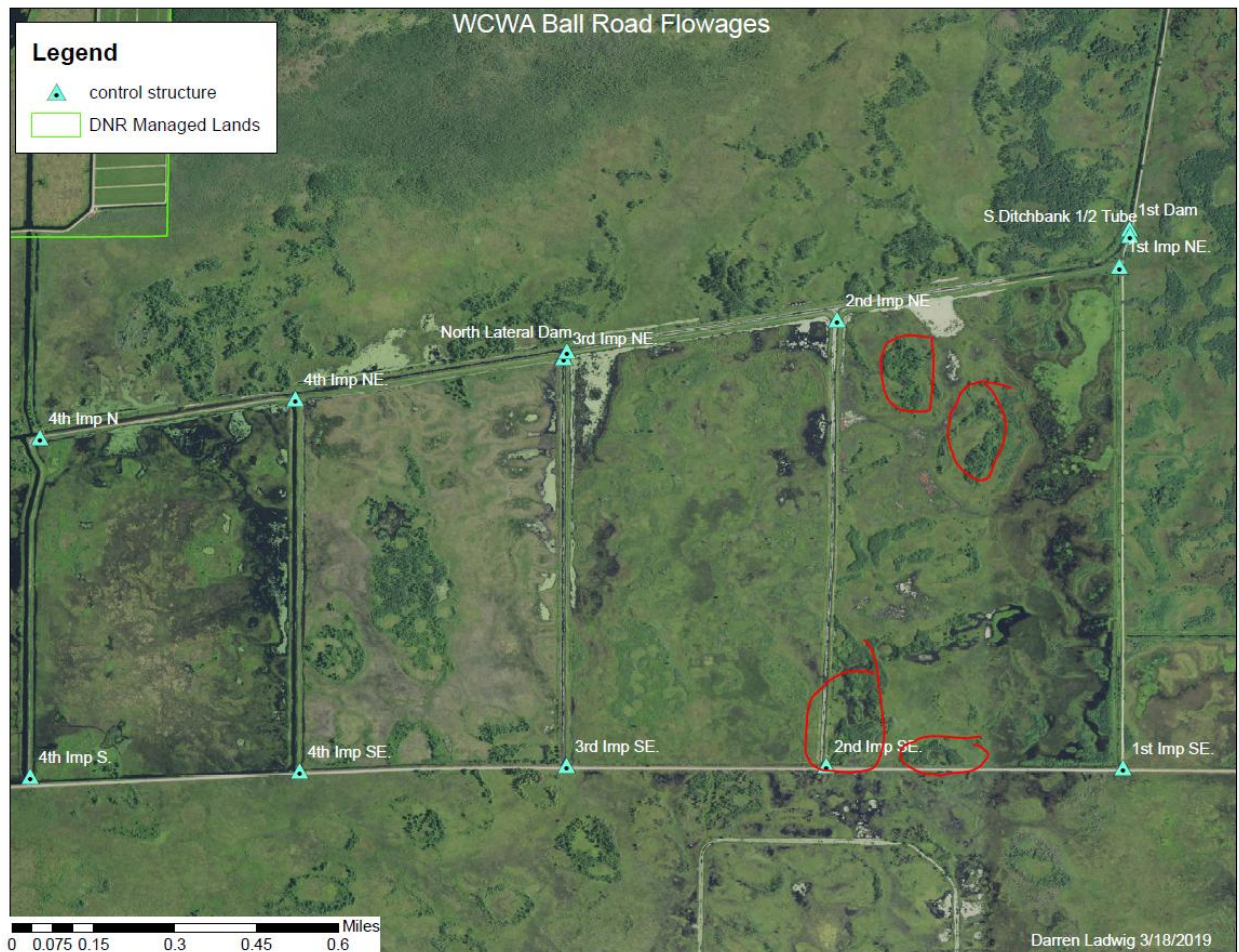 WCWA Ball Road Flowages
Legend
control structure
DNR Managed Lands
S.Ditchbank 1/2 Tube
1st Dam
1st Imp NE.
2nd Imp NE
North Lateral Dam
3rd Imp NE.
4th Imp NE.
4th Imp N
4th Imp S.
4th Imp SE.
3rd Imp SE.
2nd Imp SE.
1st Imp SE.
Miles
0 0.075 0.15 0.3 0.45 0.6
Darren Ladwig 3/18/2019